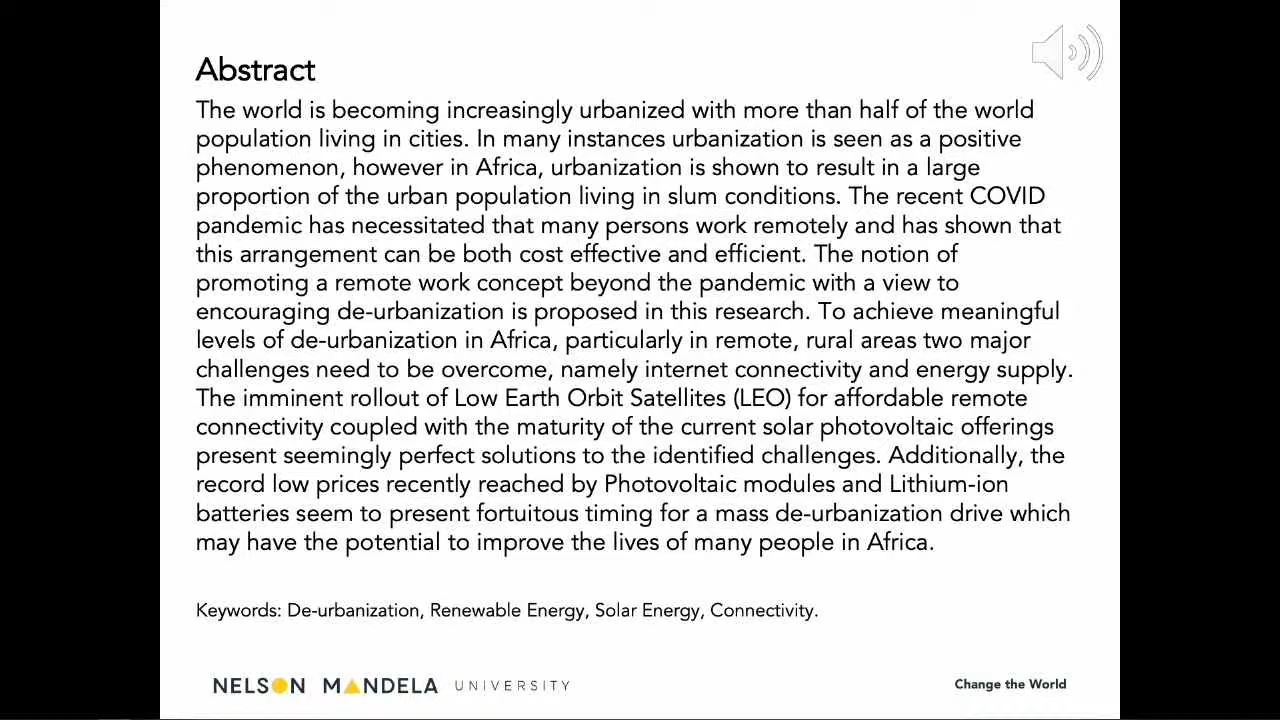 Abstract
The world is becoming increasingly urbanized with more than half of the world
population living in cities. In many instances urbanization is seen as a positive
phenomenon, however in Africa, urbanization is shown to result in a large
proportion of the urban population living in slum conditions. The recent COVID
pandemic has necessitated that many persons work remotely and has shown that
this arrangement can be both cost effective and efficient. The notion of
promoting a remote work concept beyond the pandemic with a view to
encouraging de-urbanization is proposed in this research. To achieve meaningful
levels of de-urbanization in Africa, particularly in remote, rural areas two major
challenges need to be overcome, namely internet connectivity and energy supply.
The imminent rollout of Low Earth Orbit Satellites (LEO) for affordable remote
connectivity coupled with the maturity of the current solar photovoltaic offerings
present seemingly perfect solutions to the identified challenges. Additionally, the
record low prices recently reached by Photovoltaic modules and Lithium-ion
batteries seem to present fortuitous timing for a mass de-urbanization drive which
may have the potential to improve the lives of many people in Africa.
Keywords: De-urbanization, Renewable Energy, Solar Energy, Connectivity.
NELSON MANDELA UNIVERSITY
Change the World